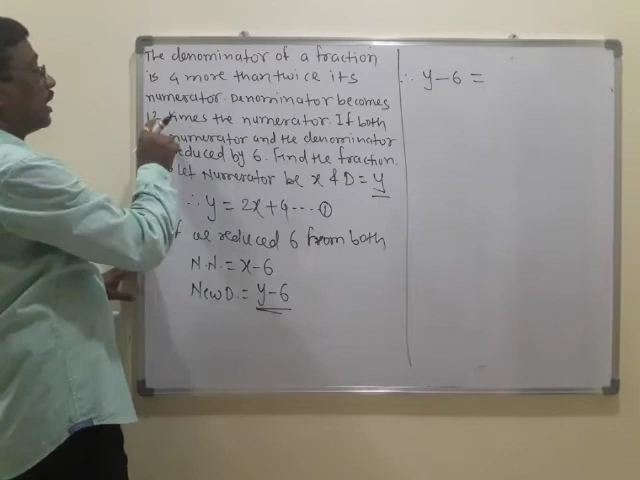 The denominator of a fraction
is 4 more than twice its
numerator. Denominator becomes
12 times the numerator. If both
numerator and the denominator
reduced by 6. Find the fraction.
let Numerator be x & D = y
∴ y = 2x+4 ---- ①
If we reduced 6 from both
N.N. = x-6
New D. = y-6
∴ y-6 =